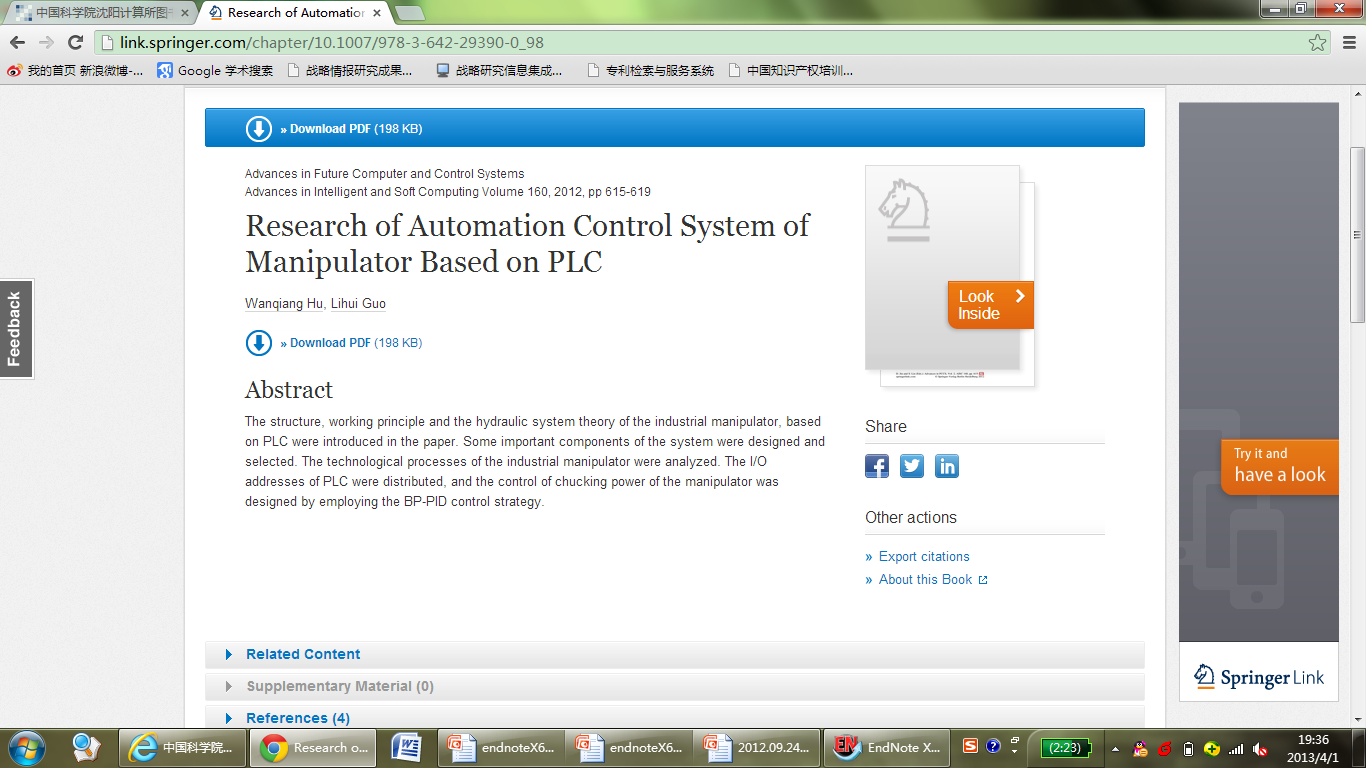 中国科学院沈阳计算所图书
Research of Automation
link.springer.com/chapter/10.1007/978-3-642-29390-0_98
我的首页 新浪微博-...
Google 学术搜索
战略情报研究成果...
战略研究信息集成...
专利检索与服务系统
中国知识产权培训...
» Download PDF (198 KB)
Advances in Future Computer and Control Systems
Advances in Intelligent and Soft Computing Volume 160, 2012, pp 615-619
Research of Automation Control System of
Manipulator Based on PLC
Wanqiang Hu, Lihui Guo
» Download PDF (198 KB)
Abstract
The structure, working principle and the hydraulic system theory of the industrial manipulator, based
on PLC were introduced in the paper. Some important components of the system were designed and
selected. The technological processes of the industrial manipulator were analyzed. The I/O
addresses of PLC were distributed, and the control of chucking power of the manipulator was
designed by employing the BP-PID control strategy.
Look
Inside
Share
Other actions
» Export citations
» About this Book
Feedback
Try it and
have a look
Springer Link
Related Content
Supplementary Material (0)
References (4)
中国科学院...
Research o...
endnoteX6...
endnoteX6...
2012.09.24...
EndNote X...
(2:23)
19:36
2013/4/1